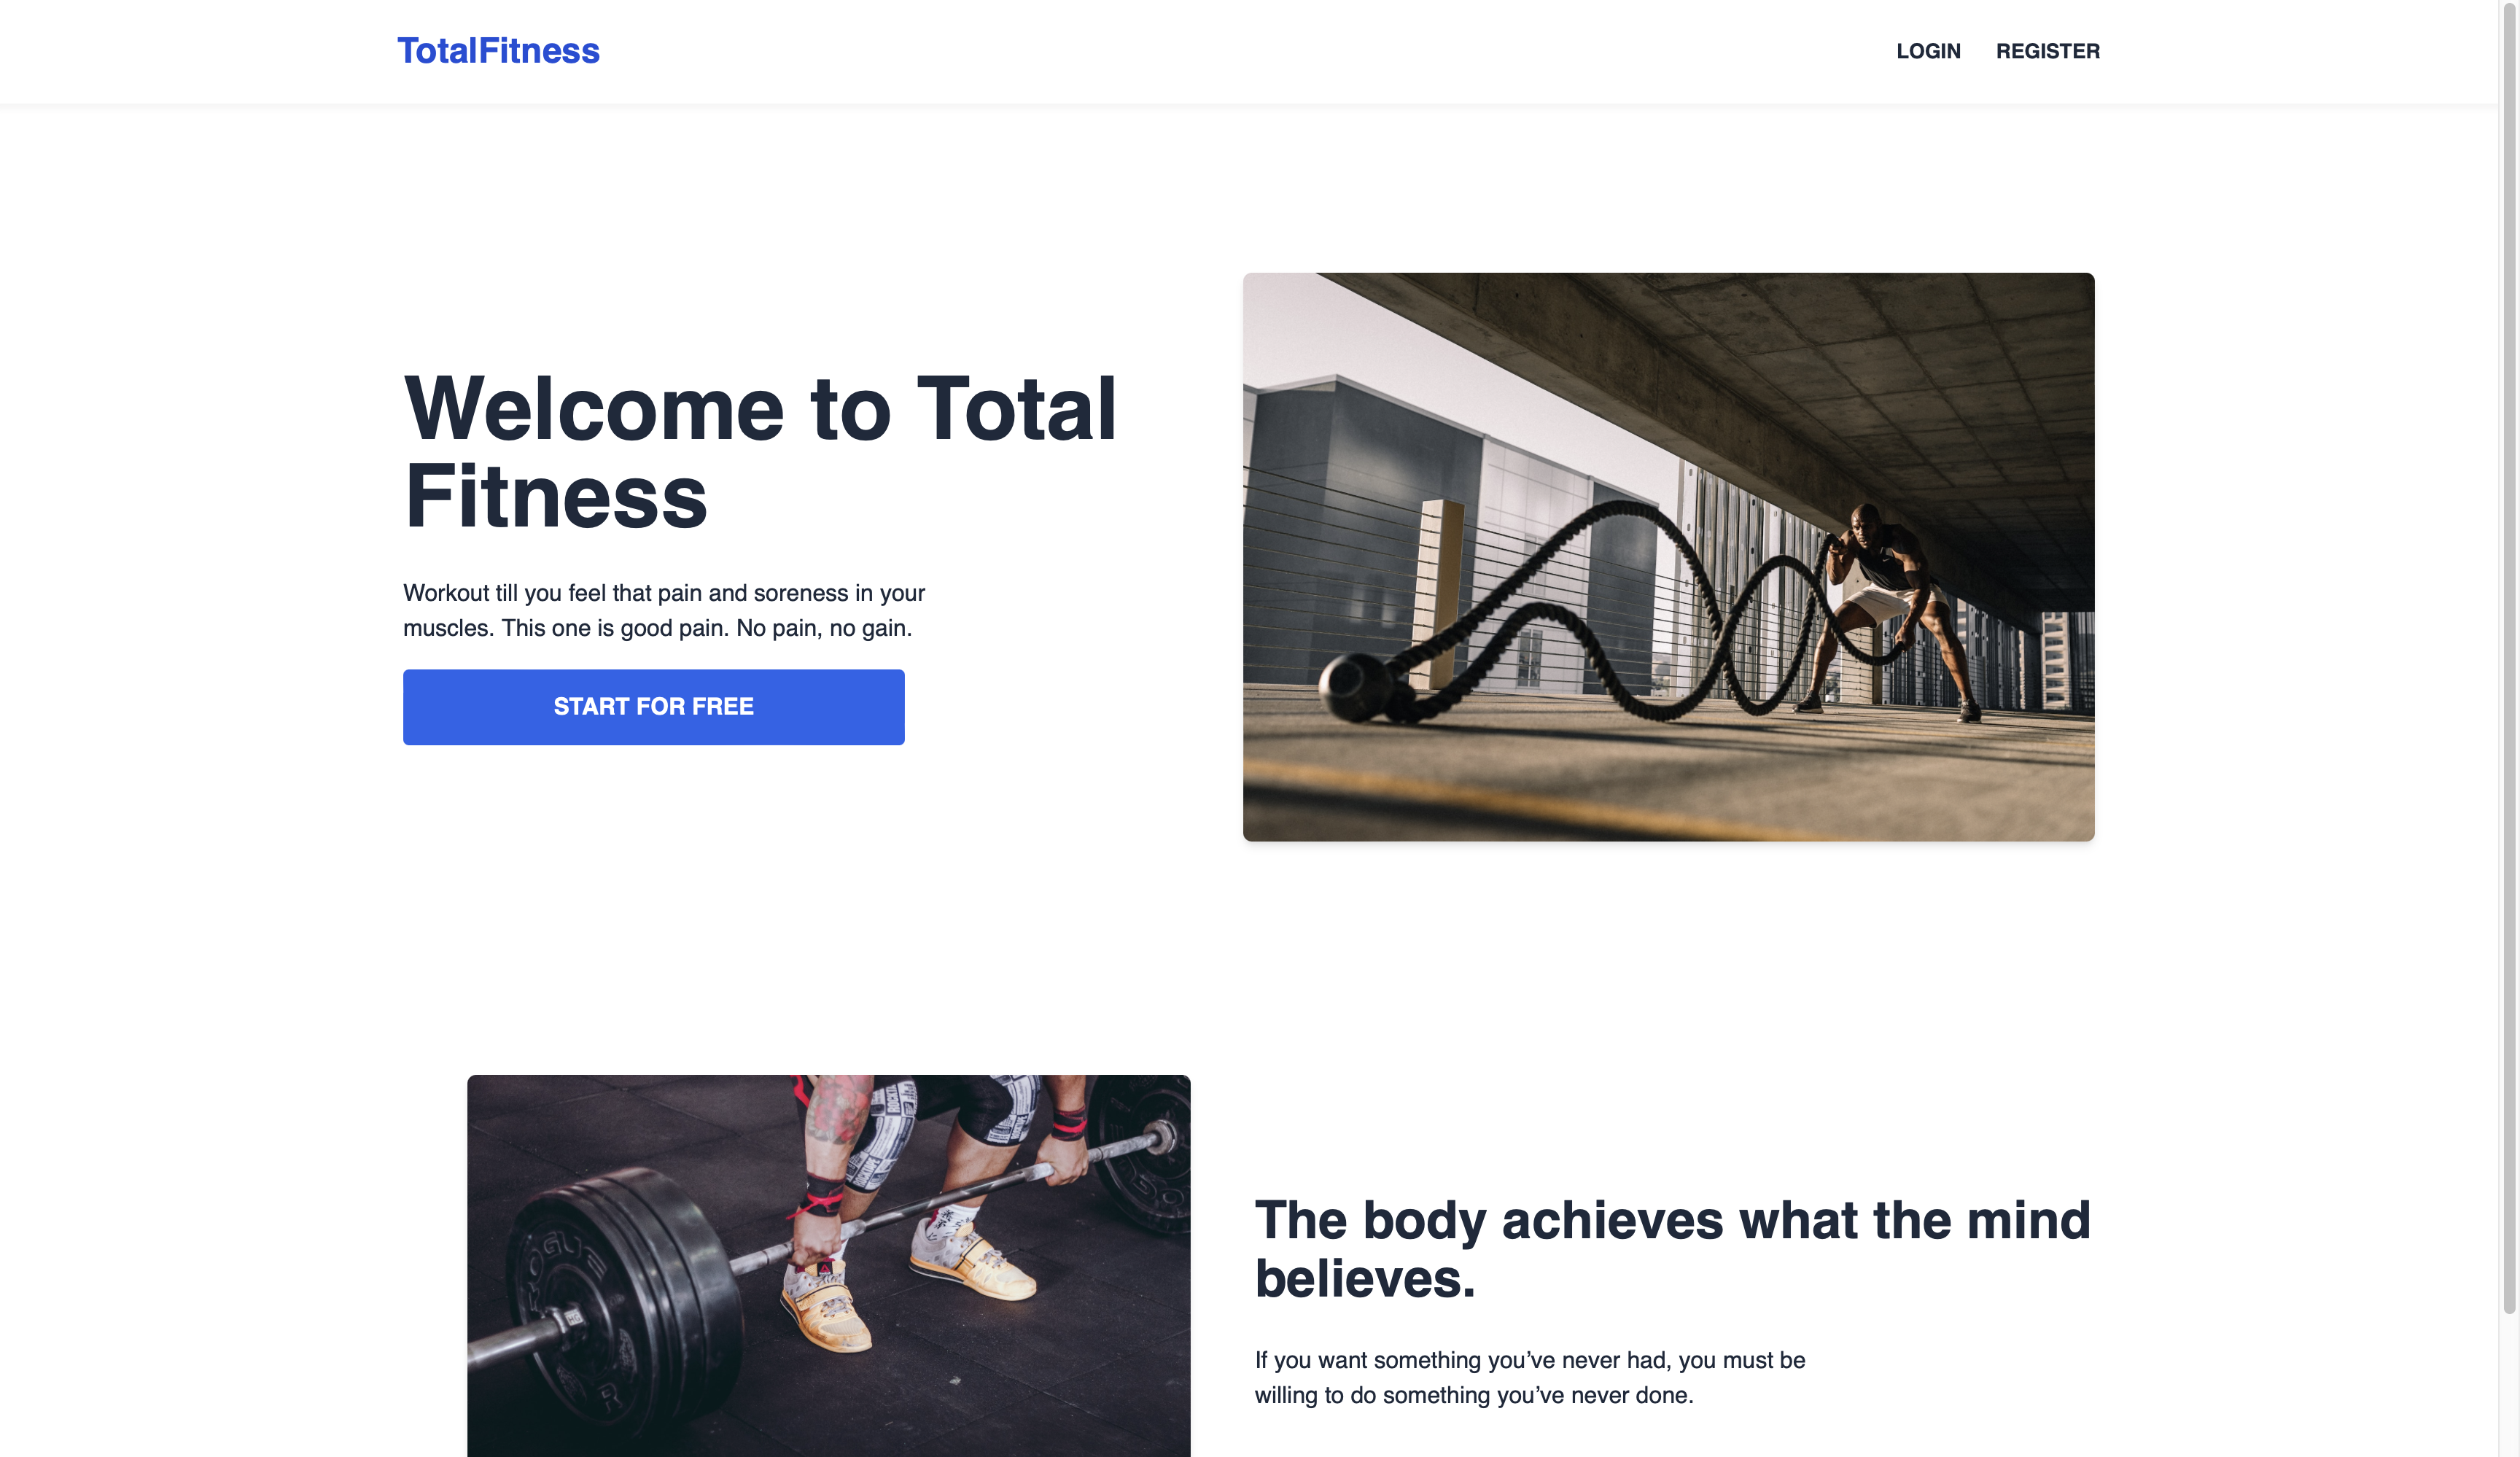 TotalFitness
LOGIN
REGISTER
Welcome to Total
Fitness
Workout till you feel that pain and soreness in your
muscles. This one is good pain. No pain, no gain.
START FOR FREE
ROGUE
The body achieves what the mind
believes.
If you want something you’ve never had, you must be
willing to do something you’ve never done.